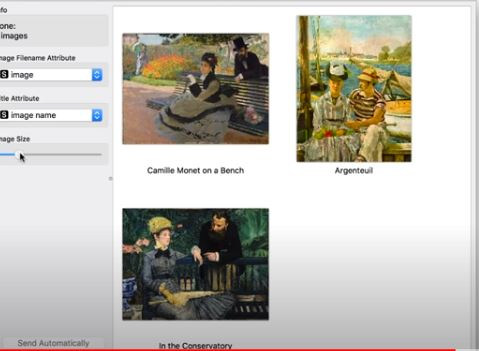 nfo
one:
images
mage Filename Attribute
S image
itle Attribute
S image name
mage Size
Send Automatically
Camille Monet on a Bench
Argenteuil
In the Conservatory